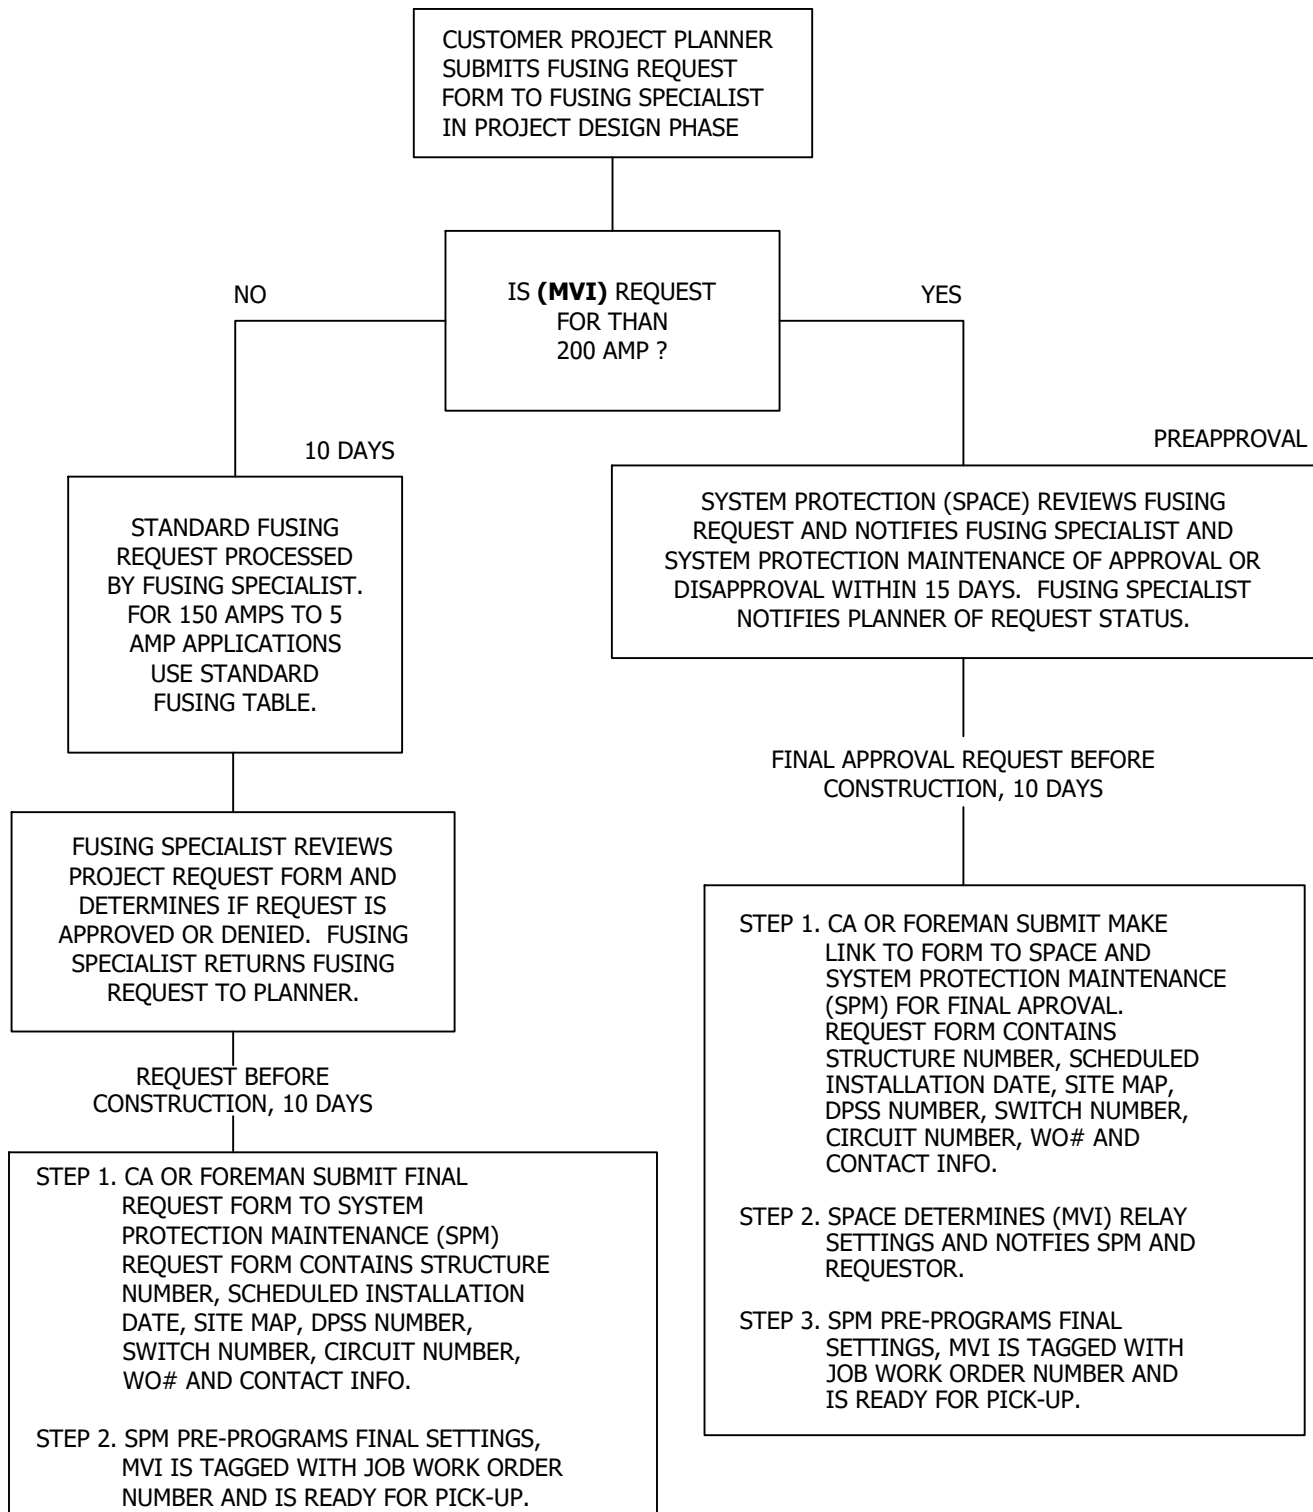 CUSTOMER PROJECT PLANNER
SUBMITS FUSING REQUEST
FORM TO FUSING SPECIALIST
IN PROJECT DESIGN PHASE
NO
IS (MVI) REQUEST
FOR THAN
200 AMP ?
YES
10 DAYS
STANDARD FUSING
REQUEST PROCESSED
BY FUSING SPECIALIST.
FOR 150 AMPS TO 5
AMP APPLICATIONS
USE STANDARD
FUSING TABLE.
FUSING SPECIALIST REVIEWS
PROJECT REQUEST FORM AND
DETERMINES IF REQUEST IS
APPROVED OR DENIED. FUSING
SPECIALIST RETURNS FUSING
REQUEST TO PLANNER.
REQUEST BEFORE
CONSTRUCTION, 10 DAYS
STEP 1. CA OR FOREMAN SUBMIT FINAL
REQUEST FORM TO SYSTEM
PROTECTION MAINTENANCE (SPM)
REQUEST FORM CONTAINS STRUCTURE
NUMBER, SCHEDULED INSTALLATION
DATE, SITE MAP, DPSS NUMBER,
SWITCH NUMBER, CIRCUIT NUMBER,
WO# AND CONTACT INFO.
STEP 2. SPM PRE-PROGRAMS FINAL SETTINGS,
MVI IS TAGGED WITH JOB WORK ORDER
NUMBER AND IS READY FOR PICK-UP.
PREAPPROVAL
SYSTEM PROTECTION (SPACE) REVIEWS FUSING
REQUEST AND NOTIFIES FUSING SPECIALIST AND
SYSTEM PROTECTION MAINTENANCE OF APPROVAL OR
DISAPPROVAL WITHIN 15 DAYS. FUSING SPECIALIST
NOTIFIES PLANNER OF REQUEST STATUS.
FINAL APPROVAL REQUEST BEFORE
CONSTRUCTION, 10 DAYS
STEP 1. CA OR FOREMAN SUBMIT MAKE
LINK TO FORM TO SPACE AND
SYSTEM PROTECTION MAINTENANCE
(SPM) FOR FINAL APROVAL.
REQUEST FORM CONTAINS
STRUCTURE NUMBER, SCHEDULED
INSTALLATION DATE, SITE MAP,
DPSS NUMBER, SWITCH NUMBER,
CIRCUIT NUMBER, WO# AND
CONTACT INFO.
STEP 2. SPACE DETERMINES (MVI) RELAY
SETTINGS AND NOTFIES SPM AND
REQUESTOR.
STEP 3. SPM PRE-PROGRAMS FINAL
SETTINGS, MVI IS TAGGED WITH
JOB WORK ORDER NUMBER AND
IS READY FOR PICK-UP.